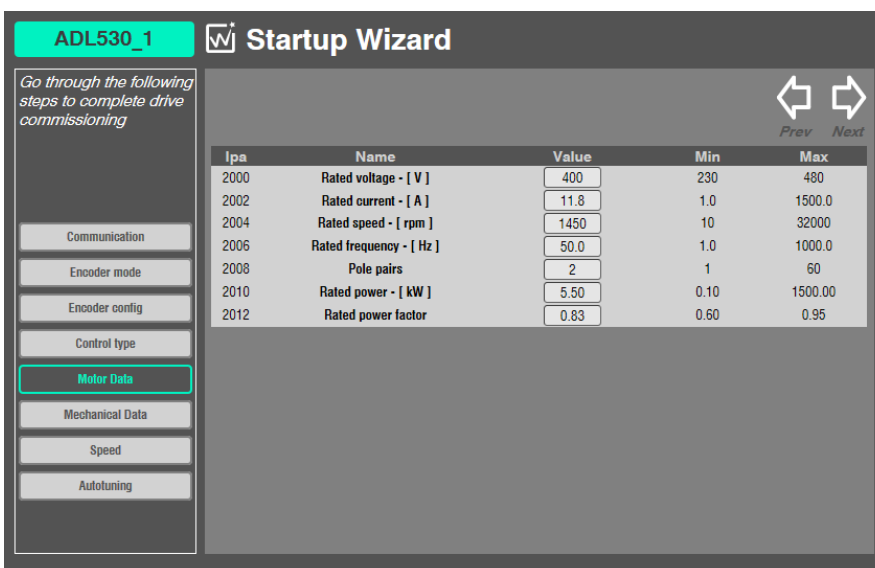 ADL530_1
Startup Wizard
Go through the following
steps to complete drive
commissioning
Communication
Encoder mode
Encoder config
Control type
Motor Data
Mechanical Data
Speed
Autotuning
Prev Next
Ipa Name Value Min Max
2000 Rated voltage - [ V ] 400 230 480
2002 Rated current - [ A ] 11.8 1.0 1500.0
2004 Rated speed - [ rpm ] 1450 10 32000
2006 Rated frequency - [ Hz ] 50.0 1.0 1000.0
2008 Pole pairs 2 1 60
2010 Rated power - [ kW ] 5.50 0.10 1500.00
2012 Rated power factor 0.83 0.60 0.95